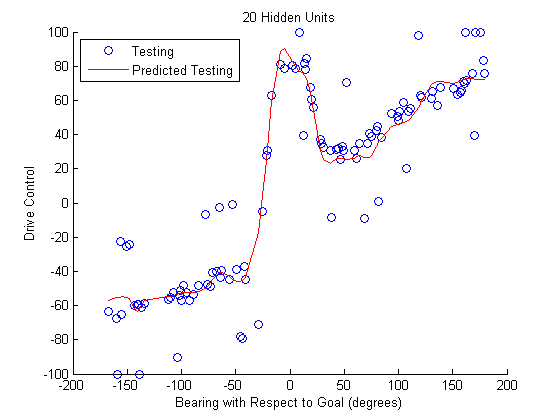 20 Hidden Units
Testing
Predicted Testing
100
80
60
40
20
0
-20
-40
-60
-80
-100
Drive Control
-200 -150 -100 -50 0 50 100 150 200
Bearing with Respect to Goal (degrees)